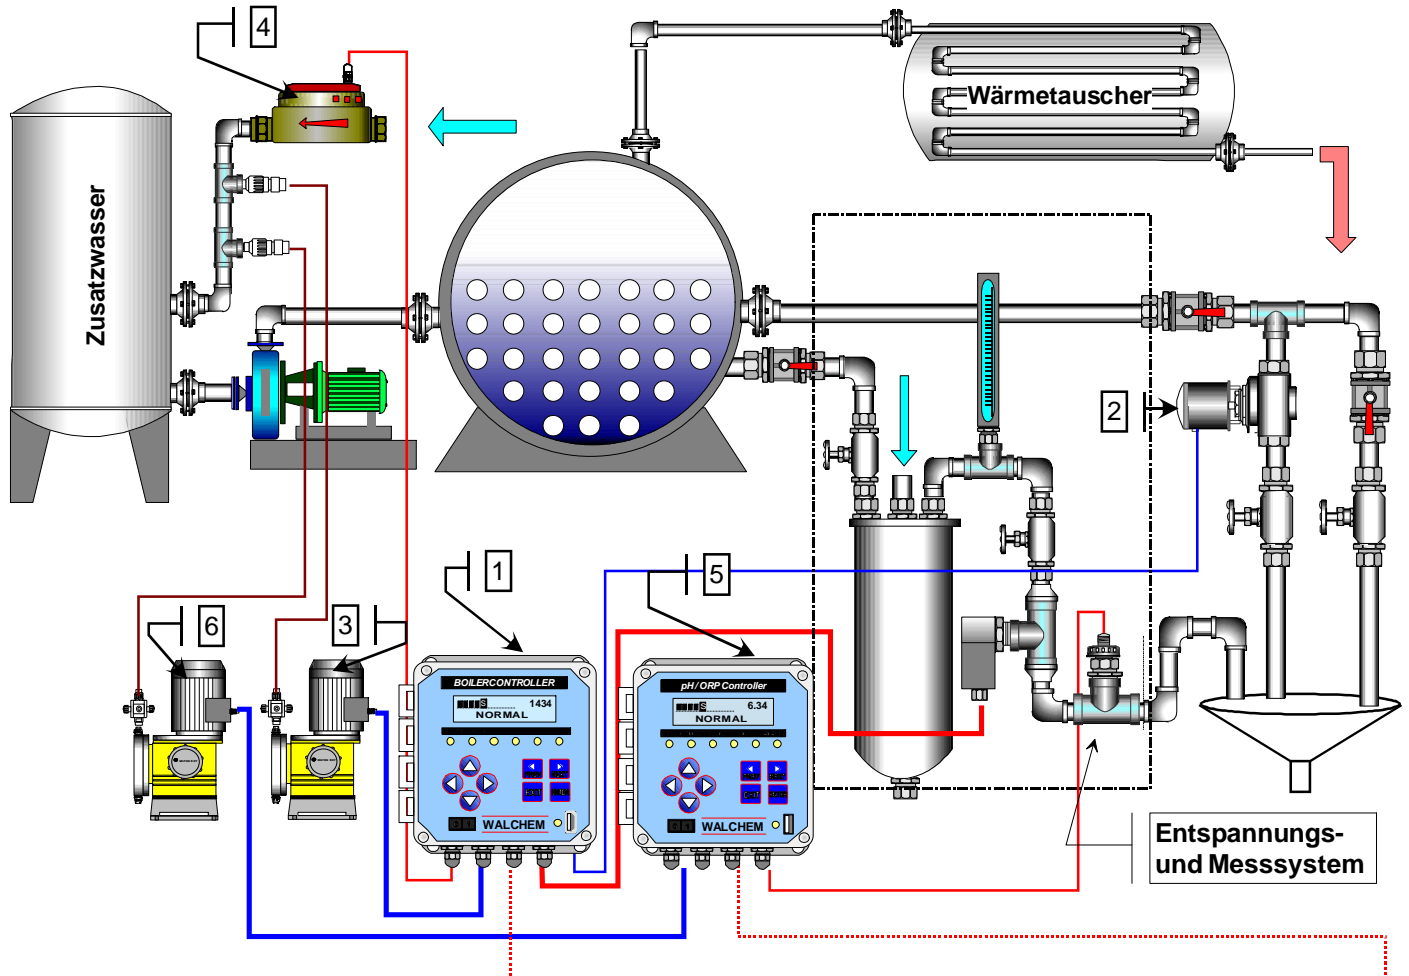 4
Wärmetauscher
Zusatzwasser
2
1
5
6
3
BOILERCONTROLLER
S 1434
NORMAL
WALCHEM
pH/ORP Controller
S 6.34
NORMAL
WALCHEM
Entspannungs-
und Messsystem